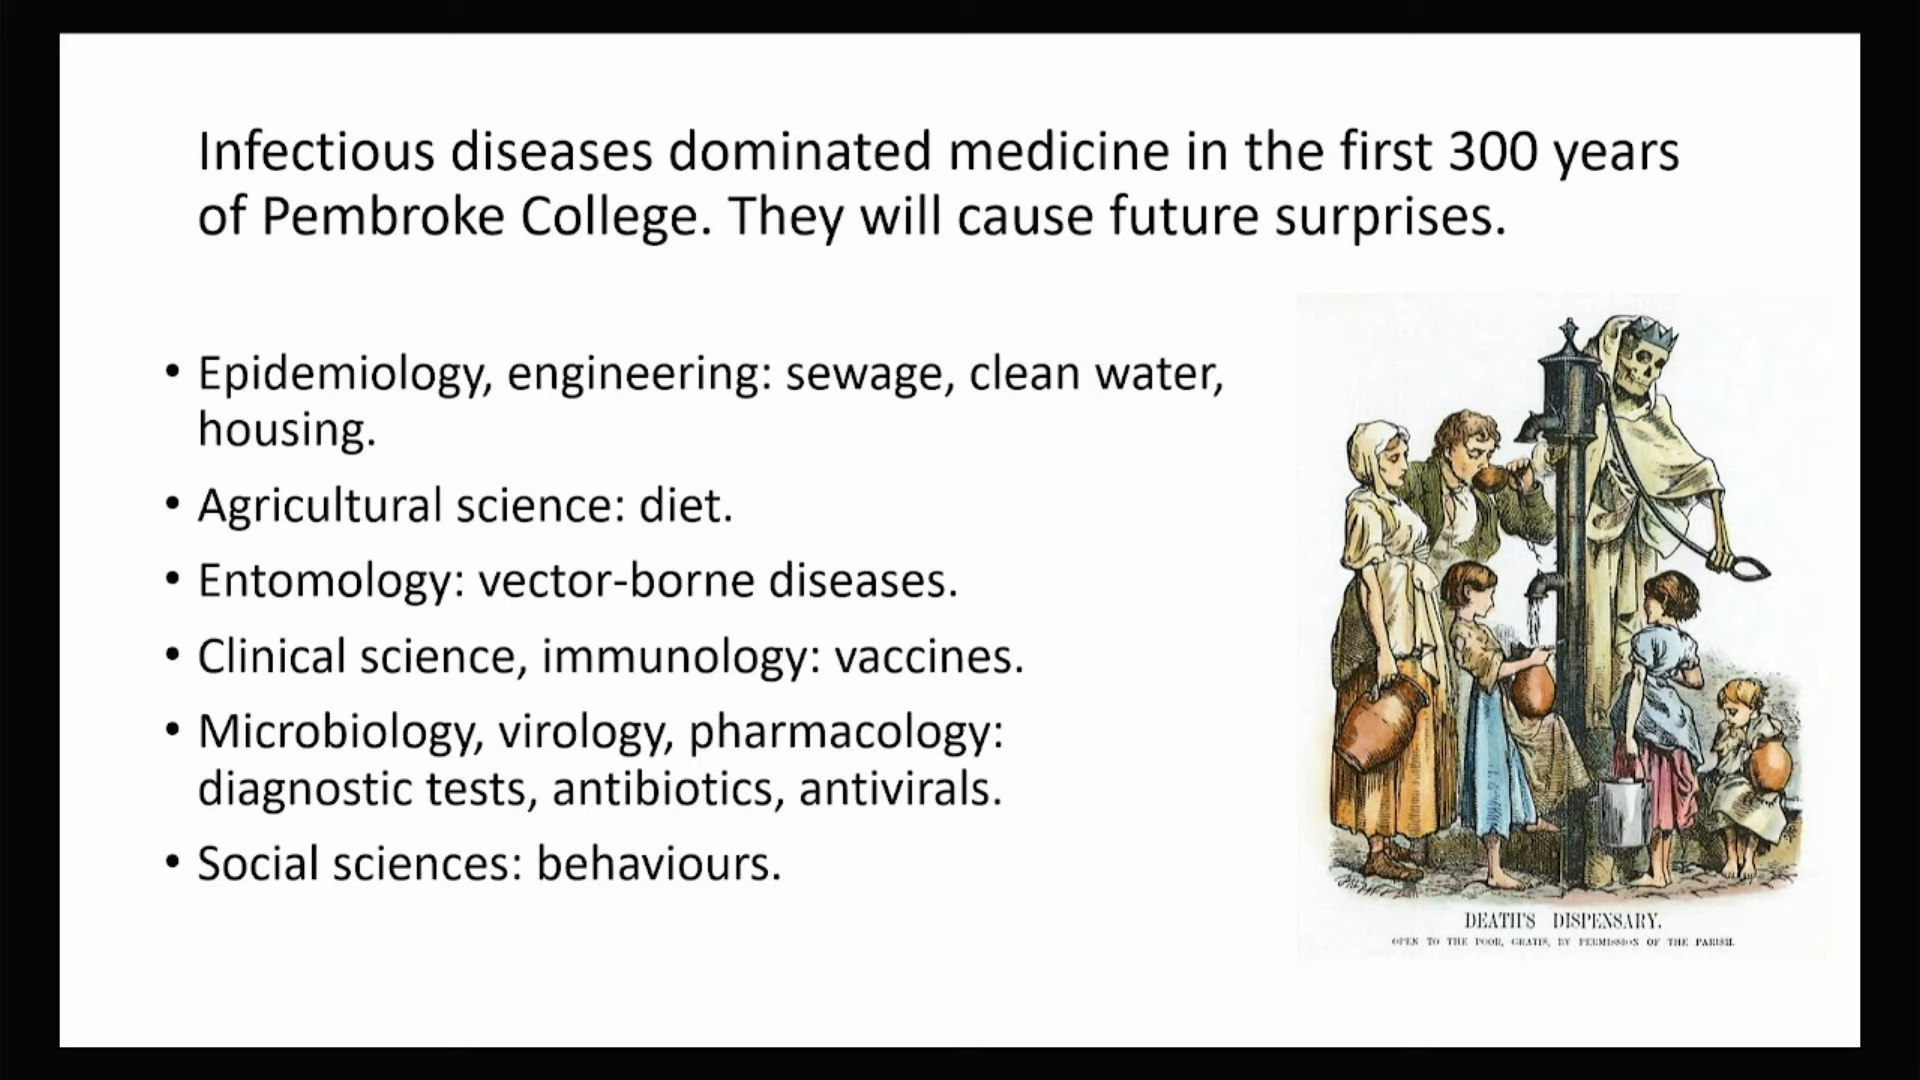 Infectious diseases dominated medicine in the first 300 years
of Pembroke College. They will cause future surprises.
• Epidemiology, engineering: sewage, clean water,
housing.
• Agricultural science: diet.
• Entomology: vector-borne diseases.
• Clinical science, immunology: vaccines.
• Microbiology, virology, pharmacology:
diagnostic tests, antibiotics, antivirals.
• Social sciences: behaviours.
DEATH'S DISPENSARY.
OPEN TO THE POOR, GRATIS, BY PERMISSION OF THE PARISH.